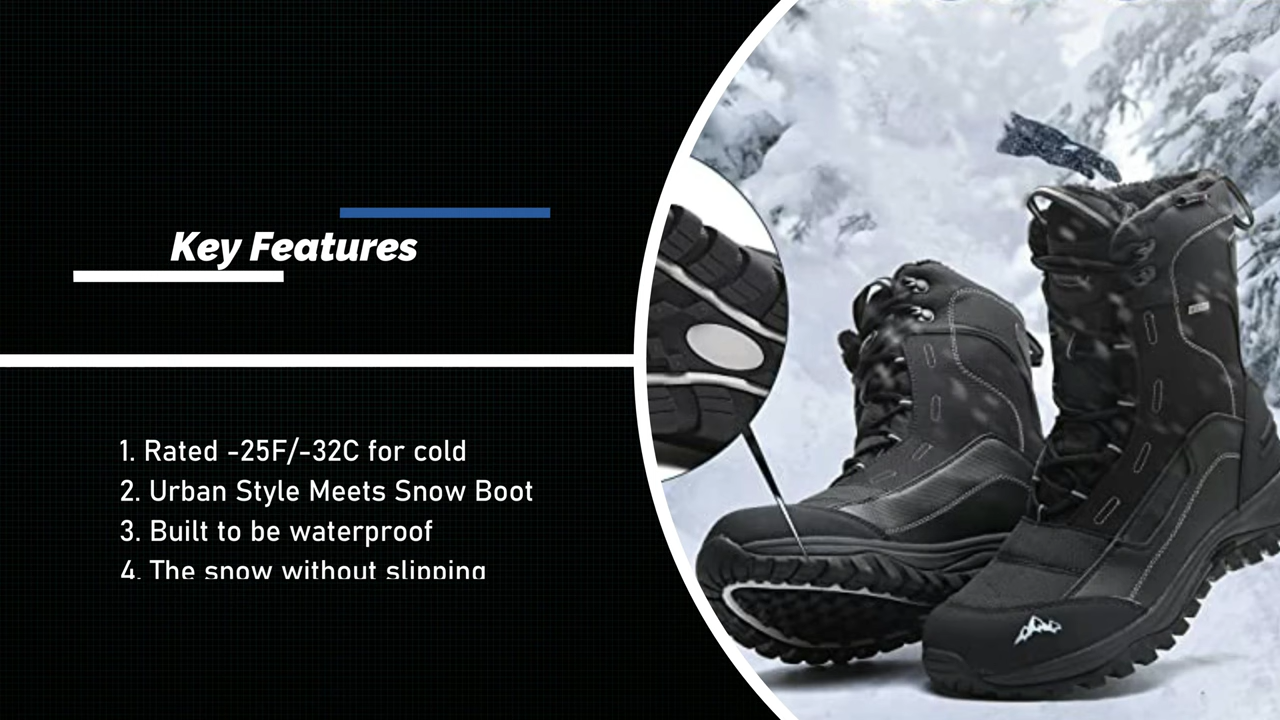 Key Features
1. Rated -25F/-32C for cold
2. Urban Style Meets Snow Boot
3. Built to be waterproof
4. The snow without slipping